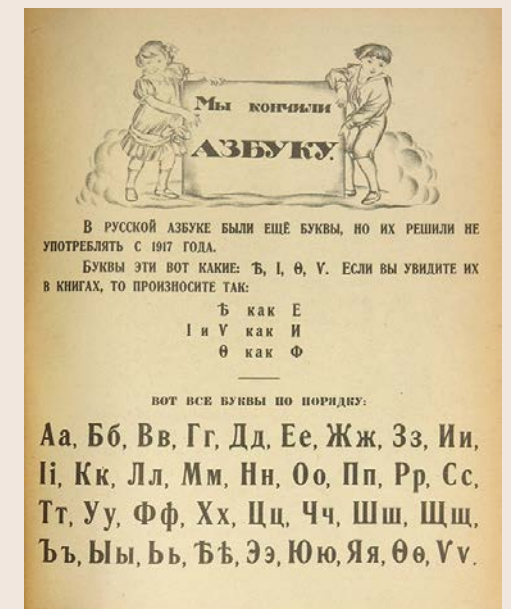 Мы кончили
АЗБУКУ.
В русской азбуке были ещё буквы, но их решили не
употреблять с 1917 года.
Буквы эти вот какие: Ѣ, І, Ѳ, Ѵ. Если вы увидите их
в книгах, то произносите так:
Ѣ как Е
І и Ѵ как И
Ѳ как Ф
ВОТ ВСЕ БУКВЫ ПО ПОРЯДКУ:
Аа, Бб, Вв, Гг, Дд, Ее, Жж, Зз, Ии,
Іі, Кк, Лл, Мм, Нн, Оо, Пп, Рр, Сс,
Тт, Уу, Фф, Хх, Цц, Чч, Шш, Щщ,
Ъъ, Ыы, Ьь, Ѣѣ, Ээ, Юю, Яя, Ѳѳ, Ѵѵ.